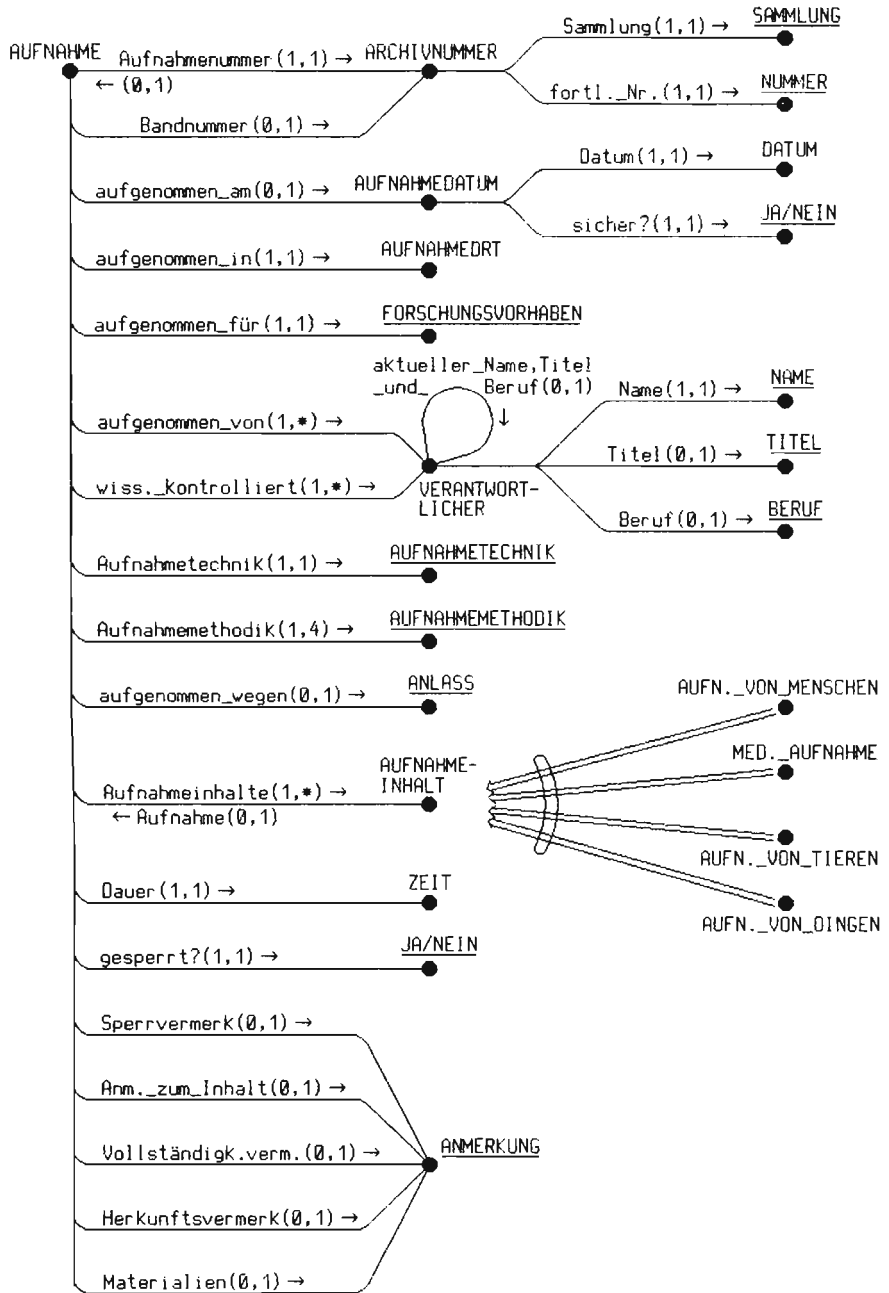 SAMMLUNG
Sammlung(1,1) →
AUFNAHME
Aufnahmenummer(1,1) →
ARCHIVNUMMER
← (0,1)
fortl._Nr.(1,1) →
NUMMER
Bandnummer(0,1) →
Datum(1,1) →
DATUM
aufgenommen_am(0,1) →
AUFNAHMEDATUM
sicher?(1,1) →
JA/NEIN
aufgenommen_in(1,1) →
AUFNAHMEORT
aufgenommen_für(1,1) →
FORSCHUNGSVORHABEN
aktueller_Name,Titel
_und_ Beruf(0,1)
↓
Name(1,1) →
NAME
aufgenommen_von(1,*) →
Titel(0,1) →
TITEL
wiss._kontrolliert(1,*) →
VERANTWORT-
LICHER
Beruf(0,1) →
BERUF
Aufnahmetechnik(1,1) →
AUFNAHMETECHNIK
Aufnahmemethodik(1,4) →
AUFNAHMEMETHODIK
aufgenommen_wegen(0,1) →
ANLASS
AUFN._VON_MENSCHEN
MED._AUFNAHME
Aufnahmeinhalte(1,*) →
AUFNAHME-
INHALT
← Aufnahme(0,1)
AUFN._VON_TIEREN
Dauer(1,1) →
ZEIT
AUFN._VON_DINGEN
gesperrt?(1,1) →
JA/NEIN
Sperrvermerk(0,1) →
Anm._zum_Inhalt(0,1) →
Vollständigk.verm.(0,1) →
ANMERKUNG
Herkunftsvermerk(0,1) →
Materialien(0,1) →